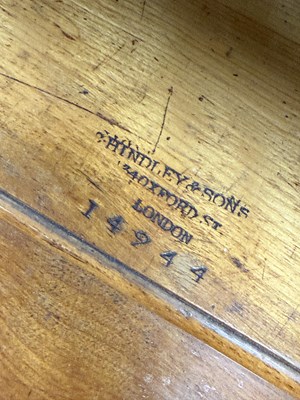 C HINDLEY & SONS
134 OXFORD ST.
LONDON
14944